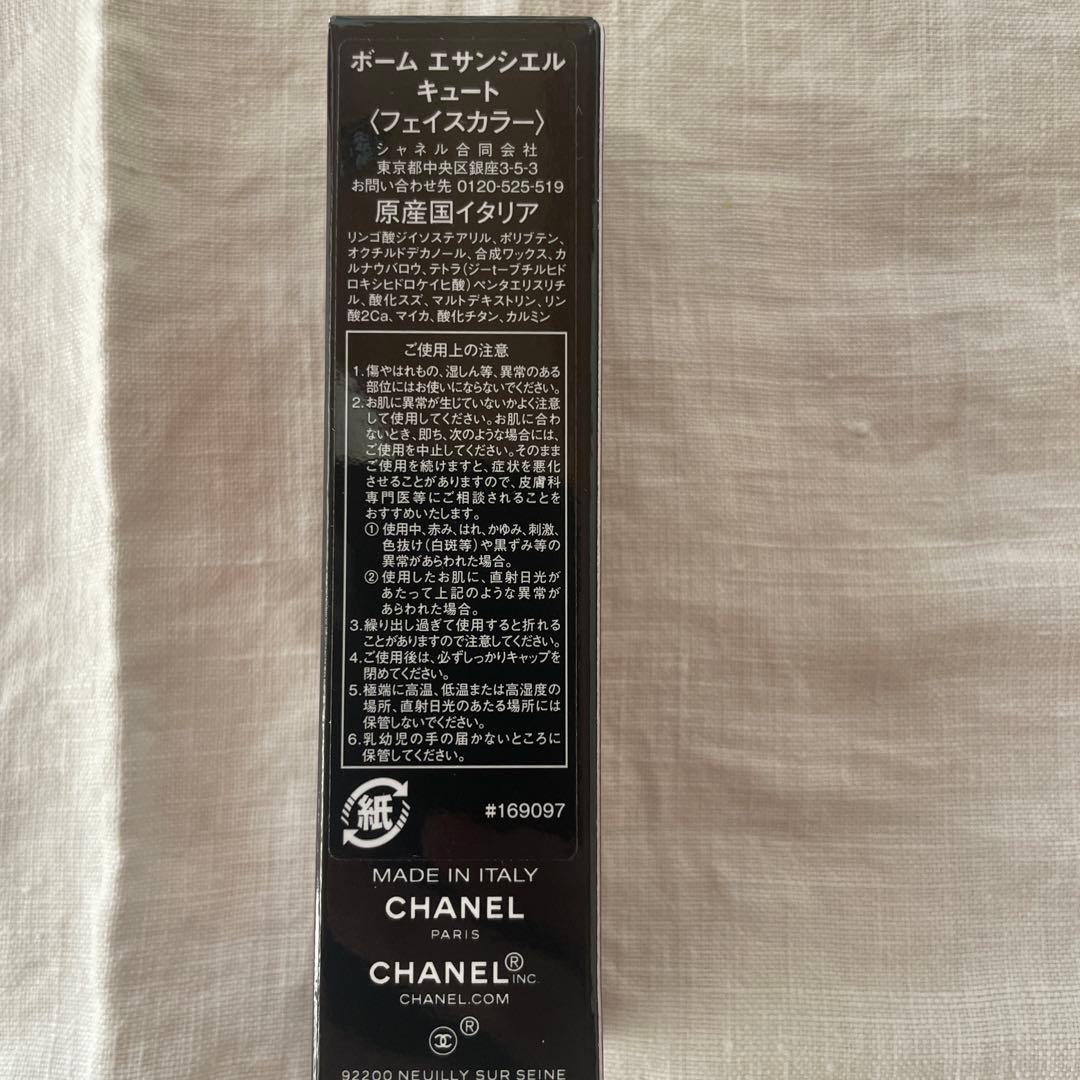 ボーム エサンシエル
キュート
〈フェイスカラー〉
シャネル合同会社
東京都中央区銀座3-5-3
お問い合わせ先 0120-525-519
原産国イタリア
リンゴ酸ジイソステアリル、ポリブテン、
オクチルドデカノール、合成ワックス、カ
ルナウバロウ、テトラ(ジ-t-ブチルヒド
ロキシヒドロケイヒ酸)ペンタエリスリチ
ル、酸化スズ、マルトデキストリン、リン
酸2Ca、マイカ、酸化チタン、カルミン
ご使用上の注意
1.傷やはれもの、湿しん等、異常のある
部位にはお使いにならないでください。
2.お肌に異常が生じていないかよく注意
して使用してください。お肌に合わ
ないとき、即ち、次のような場合には、
ご使用を中止してください。そのまま
ご使用を続けますと、症状を悪化
させることがありますので、皮膚科
専門医等にご相談されることを
おすすめいたします。
① 使用中、赤み、はれ、かゆみ、刺激、
色抜け(白斑等)や黒ずみ等の
異常があらわれた場合。
② 使用したお肌に、直射日光が
あたって上記のような異常が
あらわれた場合。
3.繰り出し過ぎて使用すると折れる
ことがありますので注意してください。
4.ご使用後は、必ずしっかりキャップを
閉めてください。
5.極端に高温、低温または高湿度の
場所、直射日光のあたる場所には
保管しないでください。
6.乳幼児の手の届かないところに
保管してください。
紙
#169097
MADE IN ITALY
CHANEL
PARIS
CHANEL® INC.
CHANEL.COM
®
92200 NEUILLY SUR SEINE